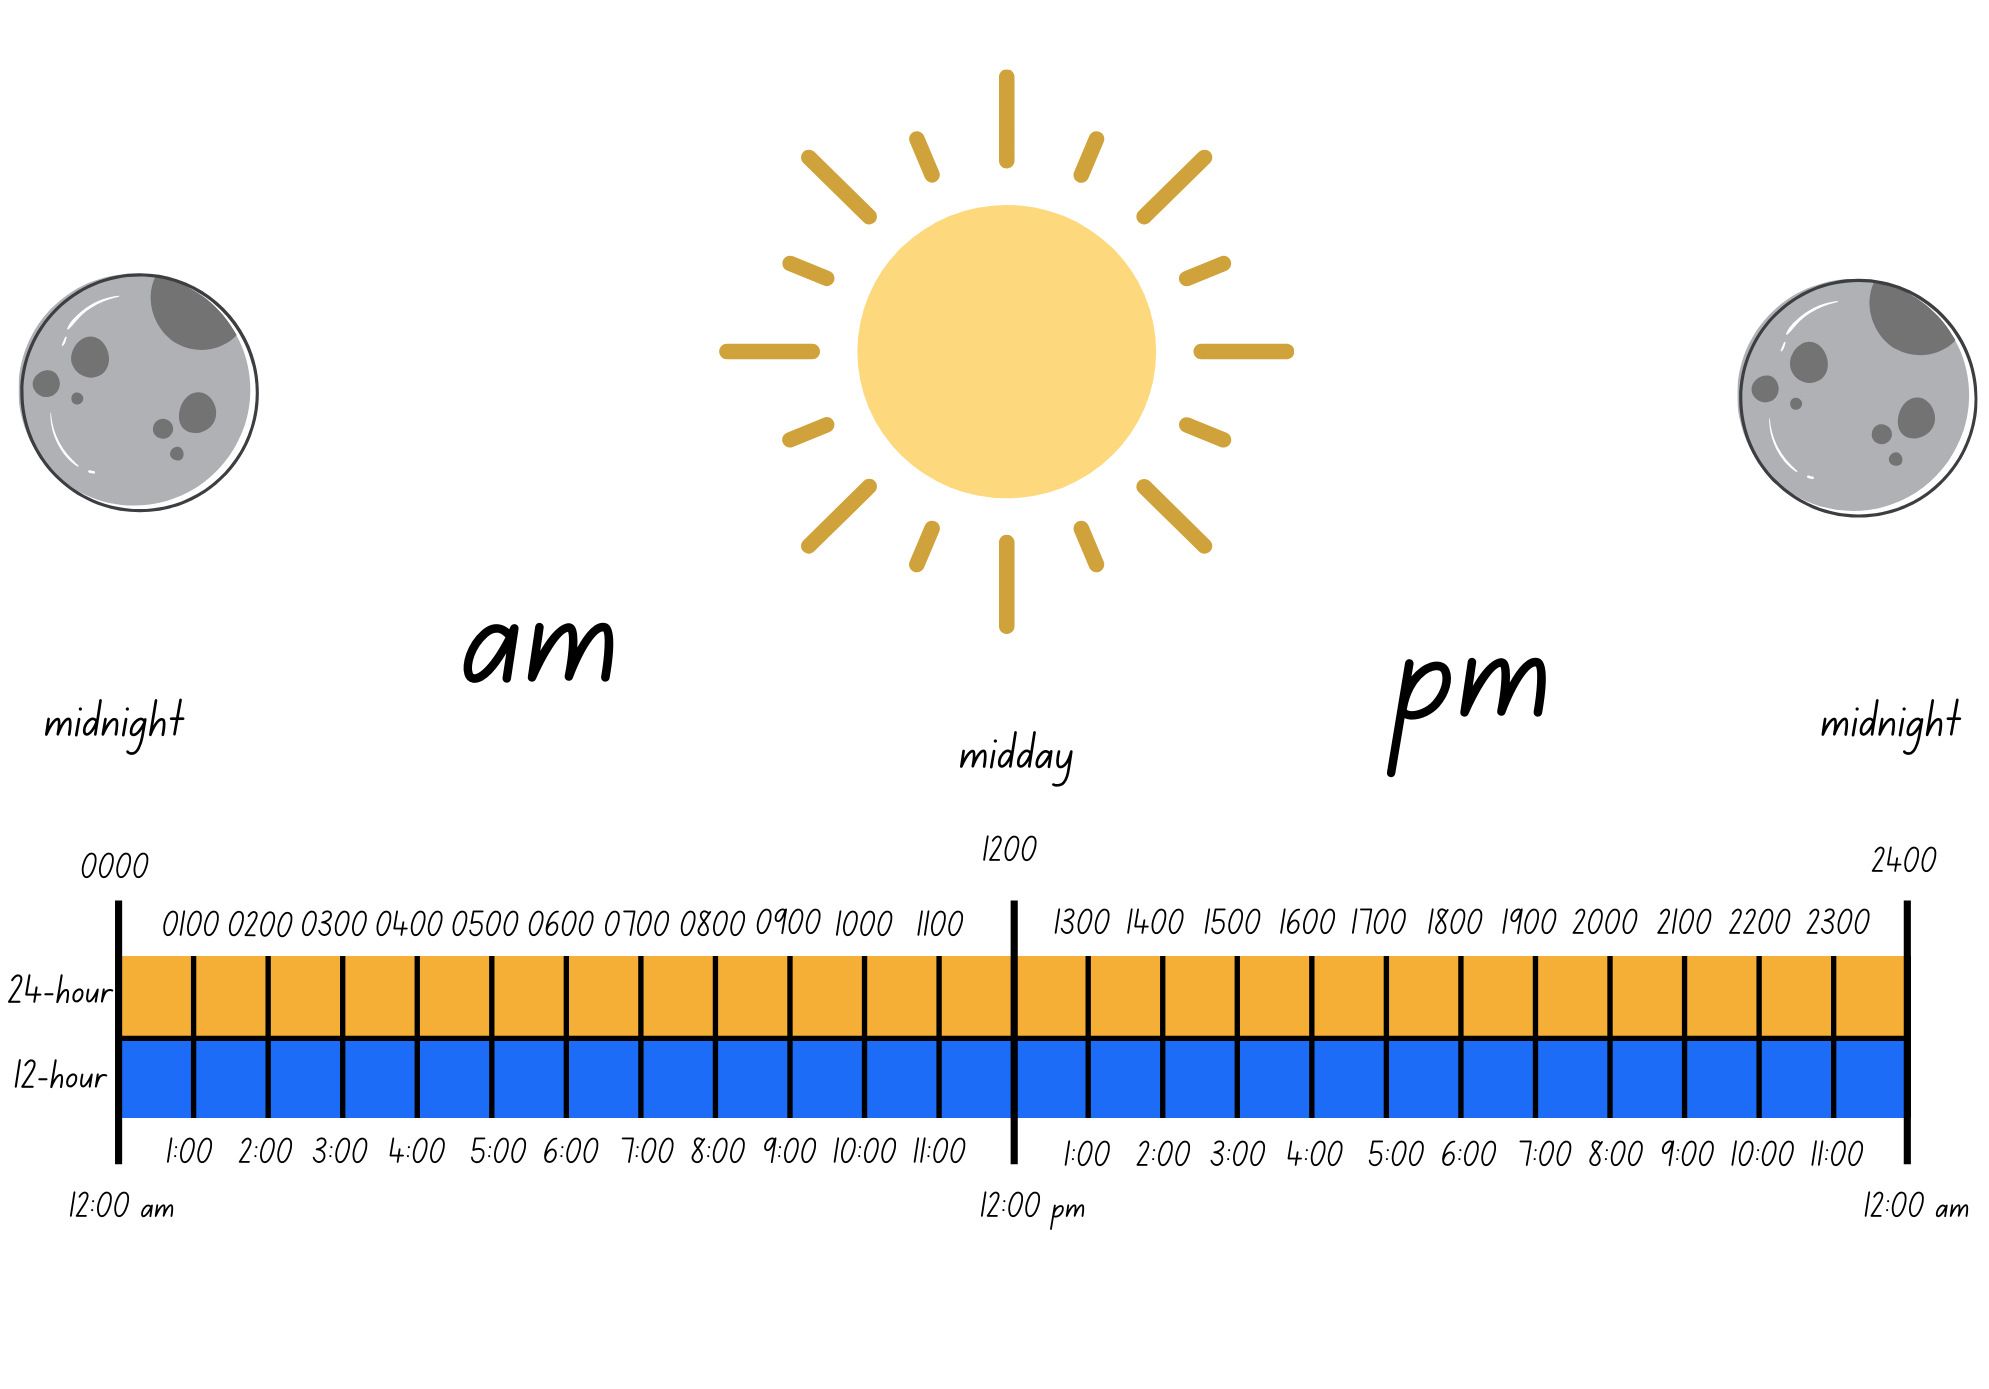 am
pm
midnight
midday
midnight
0000
1200
2400
0100 0200 0300 0400 0500 0600 0700 0800 0900 1000 1100
1300 1400 1500 1600 1700 1800 1900 2000 2100 2200 2300
24-hour
12-hour
1:00 2:00 3:00 4:00 5:00 6:00 7:00 8:00 9:00 10:00 11:00
1:00 2:00 3:00 4:00 5:00 6:00 7:00 8:00 9:00 10:00 11:00
12:00 am
12:00 pm
12:00 am